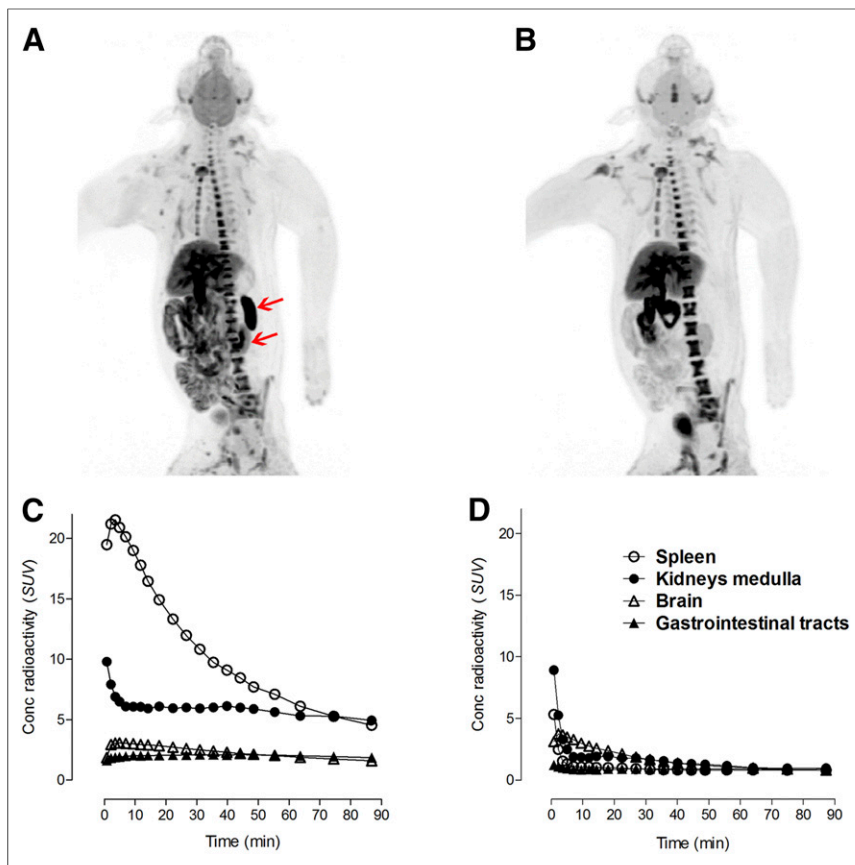 A
B
C
Conc radioactivity (SUV)
20
15
10
5
0
0 10 20 30 40 50 60 70 80 90
Time (min)
D
Conc radioactivity (SUV)
20
15
10
5
0
Spleen
Kidneys medulla
Brain
Gastrointestinal tracts
0 10 20 30 40 50 60 70 80 90
Time (min)